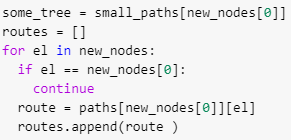 some_tree = small_paths[new_nodes[0]]
routes = []
for el in new_nodes:
  if el == new_nodes[0]:
    continue
  route = paths[new_nodes[0]][el]
  routes.append(route )